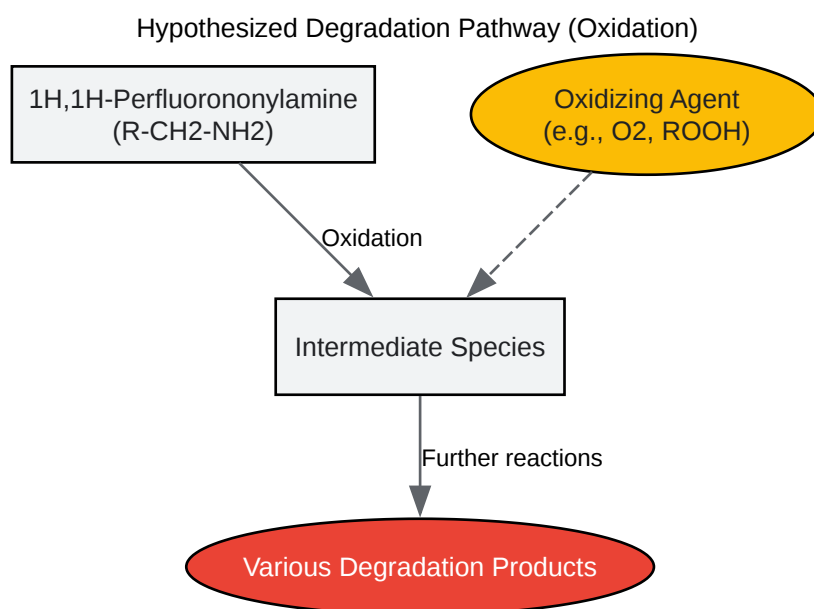 Hypothesized Degradation Pathway (Oxidation)
1H,1H-Perfluorononylamine
(R-CH2-NH2)
Oxidizing Agent
(e.g., O2, ROOH)
Oxidation
Intermediate Species
Further reactions
Various Degradation Products